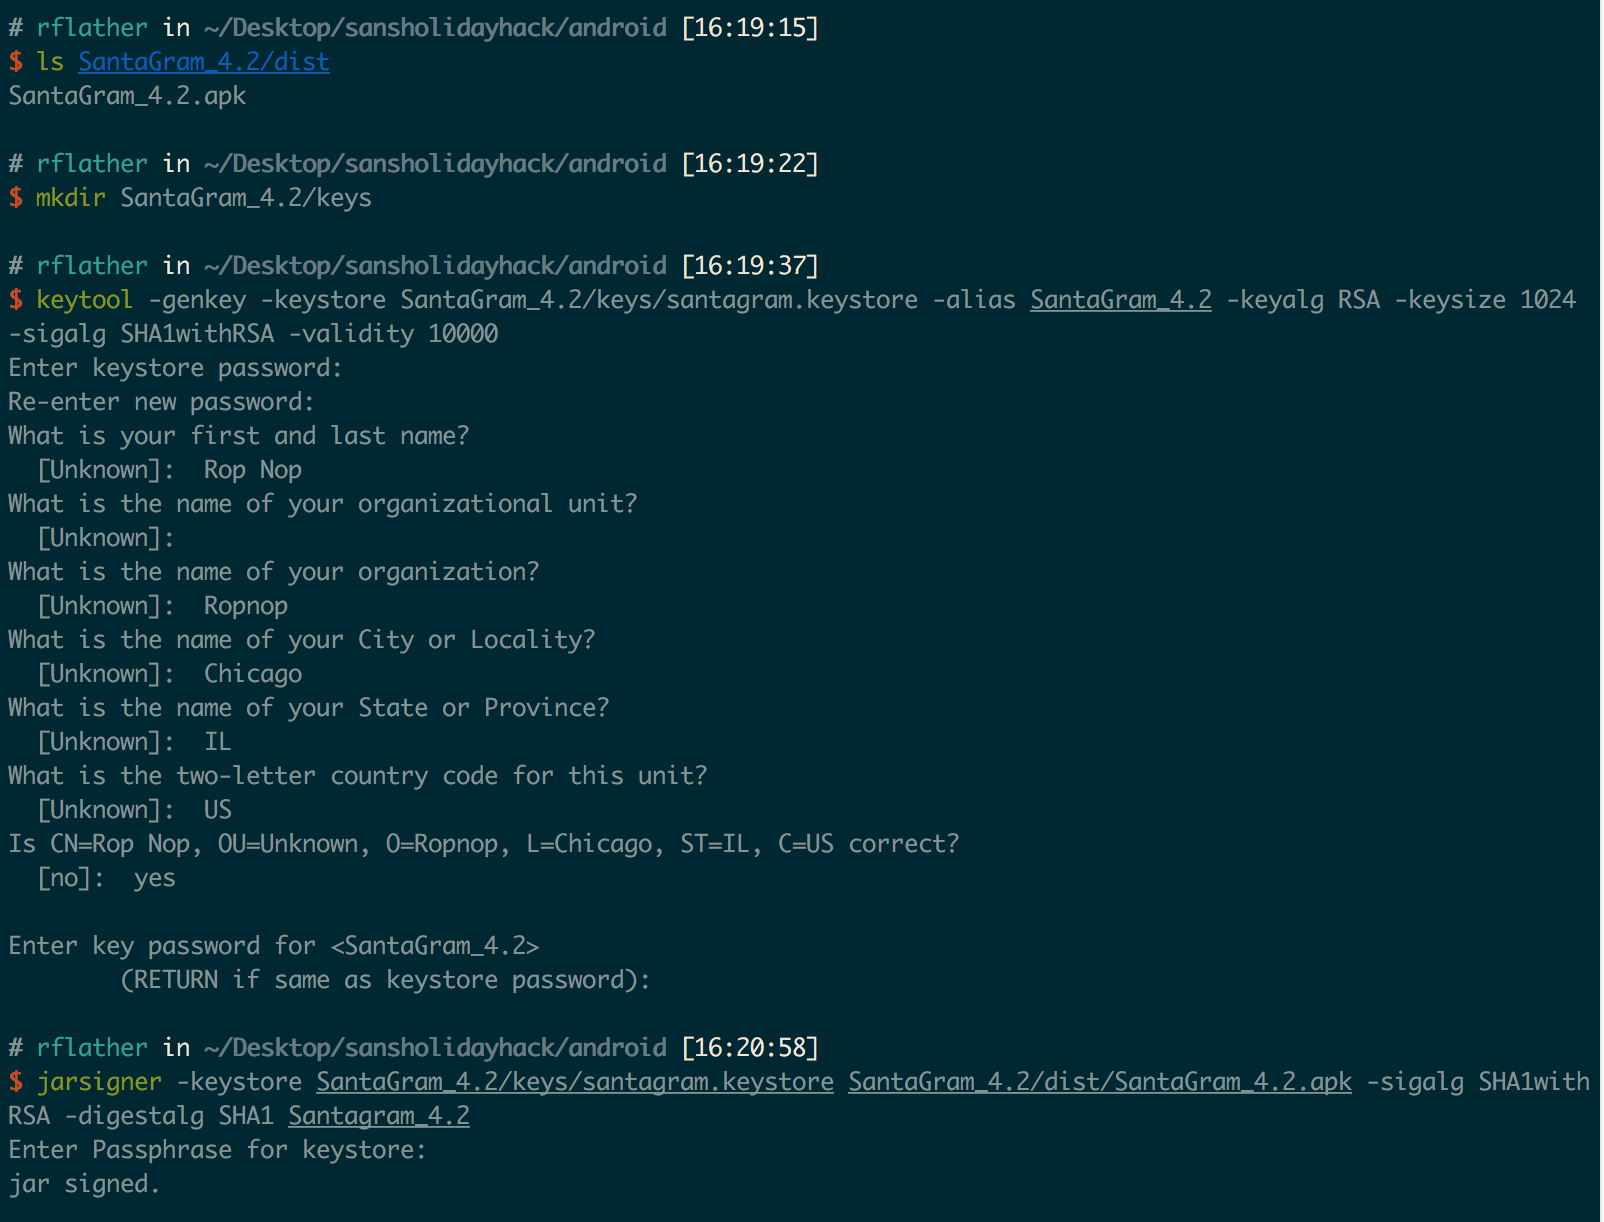 # rflather in ~/Desktop/sansholidayhack/android [16:19:15]
$ ls SantaGram_4.2/dist
SantaGram_4.2.apk
# rflather in ~/Desktop/sansholidayhack/android [16:19:22]
$ mkdir SantaGram_4.2/keys
# rflather in ~/Desktop/sansholidayhack/android [16:19:37]
$ keytool -genkey -keystore SantaGram_4.2/keys/santagram.keystore -alias SantaGram_4.2 -keyalg RSA -keysize 1024
-sigalg SHA1withRSA -validity 10000
Enter keystore password:
Re-enter new password:
What is your first and last name?
  [Unknown]:  Rop Nop
What is the name of your organizational unit?
  [Unknown]:
What is the name of your organization?
  [Unknown]:  Ropnop
What is the name of your City or Locality?
  [Unknown]:  Chicago
What is the name of your State or Province?
  [Unknown]:  IL
What is the two-letter country code for this unit?
  [Unknown]:  US
Is CN=Rop Nop, OU=Unknown, O=Ropnop, L=Chicago, ST=IL, C=US correct?
  [no]:  yes
Enter key password for <SantaGram_4.2>
        (RETURN if same as keystore password):
# rflather in ~/Desktop/sansholidayhack/android [16:20:58]
$ jarsigner -keystore SantaGram_4.2/keys/santagram.keystore SantaGram_4.2/dist/SantaGram_4.2.apk -sigalg SHA1with
RSA -digestalg SHA1 Santagram_4.2
Enter Passphrase for keystore:
jar signed.